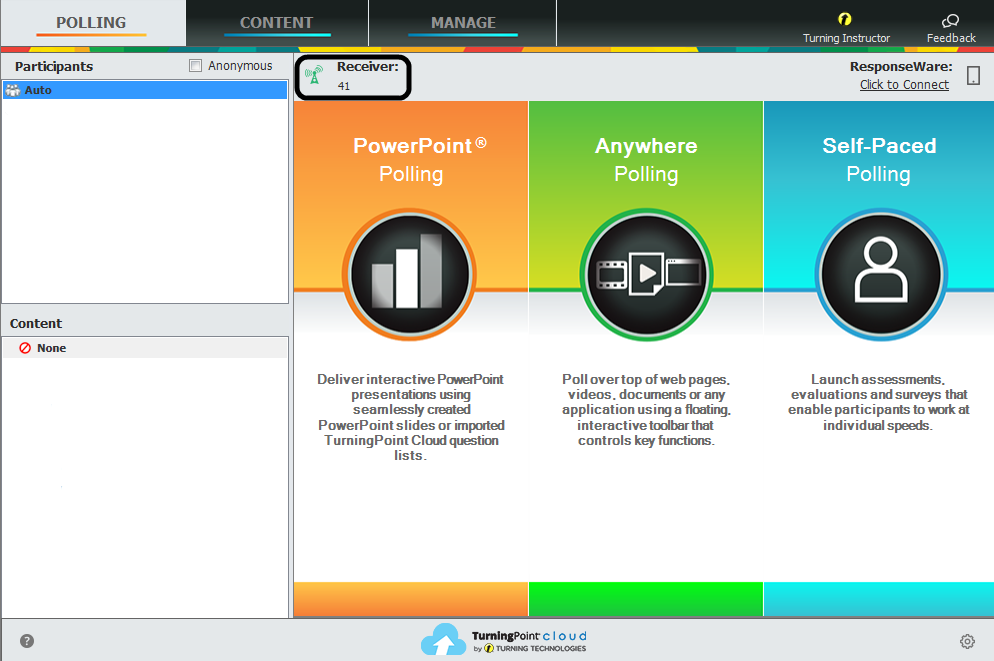 POLLING
CONTENT
MANAGE
Turning Instructor
Feedback
Participants
Anonymous
Auto
Receiver:
41
ResponseWare:
Click to Connect
PowerPoint®
Polling
Anywhere
Polling
Self-Paced
Polling
Content
None
Deliver interactive PowerPoint
presentations using
seamlessly created
PowerPoint slides or imported
TurningPoint Cloud question
lists.
Poll over top of web pages,
videos, documents or any
application using a floating,
interactive toolbar that
controls key functions.
Launch assessments,
evaluations and surveys that
enable participants to work at
individual speeds.
?
TurningPoint cloud
by TURNING TECHNOLOGIES